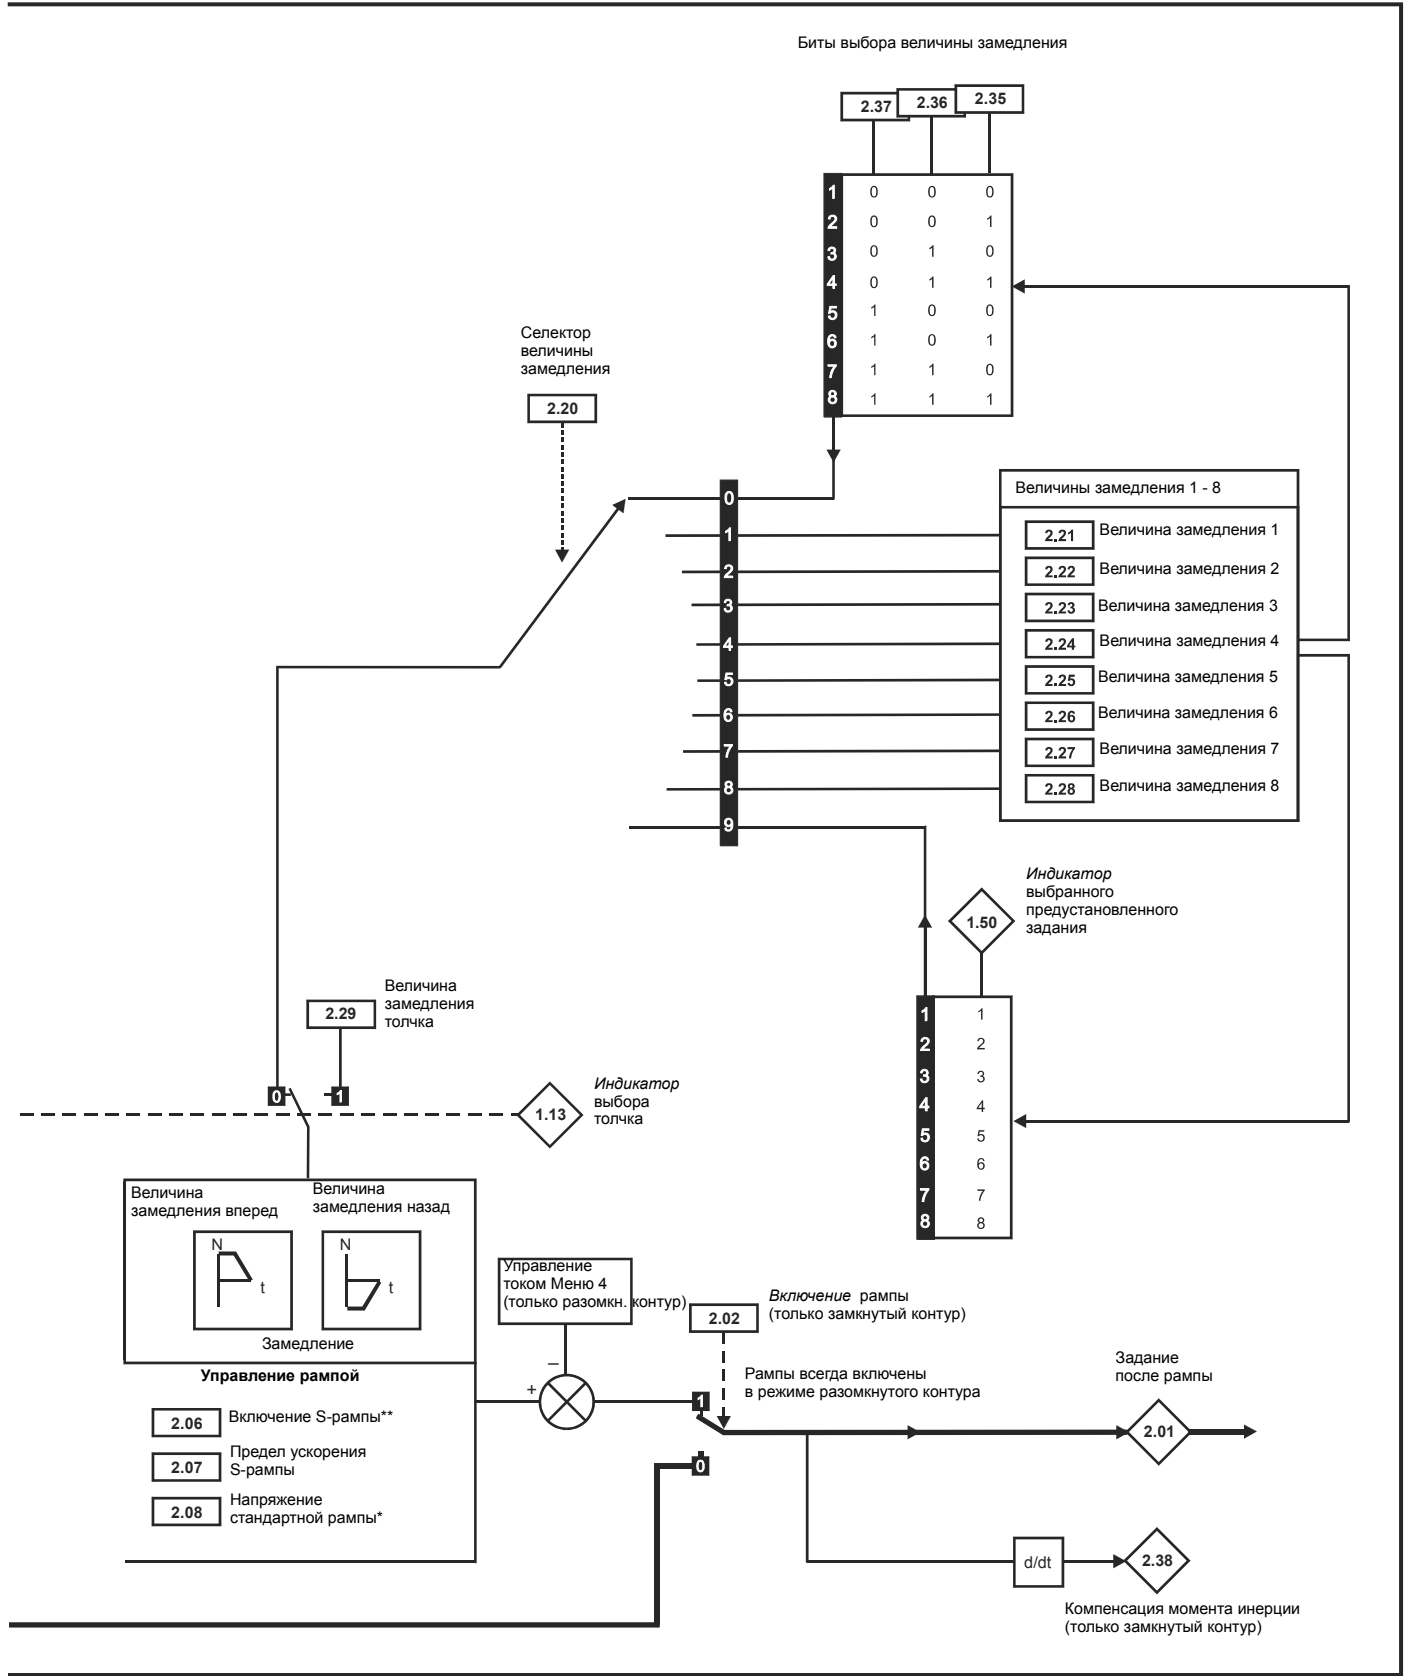 Биты выбора величины замедления
2.37 2.36 2.35
1 0 0 0
2 0 0 1
3 0 1 0
4 0 1 1
5 1 0 0
6 1 0 1
7 1 1 0
8 1 1 1
Селектор
величины
замедления
2.20
0
1
2
3
4
5
6
7
8
9
Величины замедления 1 - 8
2.21 Величина замедления 1
2.22 Величина замедления 2
2.23 Величина замедления 3
2.24 Величина замедления 4
2.25 Величина замедления 5
2.26 Величина замедления 6
2.27 Величина замедления 7
2.28 Величина замедления 8
Индикатор
выбранного
предустановленного
задания
1.50
1 1
2 2
3 3
4 4
5 5
6 6
7 7
8 8
Величина
замедления
толчка
2.29
0 1
Индикатор
выбора
толчка
1.13
Величина
замедления вперед
Величина
замедления назад
N
t
N
t
Замедление
Управление рампой
2.06 Включение S-рампы**
2.07 Предел ускорения
S-рампы
2.08 Напряжение
стандартной рампы*
Управление
током Меню 4
(только разомкн. контур)
–
+
2.02
Включение рампы
(только замкнутый контур)
Рампы всегда включены
в режиме разомкнутого контура
1
0
Задание
после рампы
2.01
d/dt
2.38
Компенсация момента инерции
(только замкнутый контур)